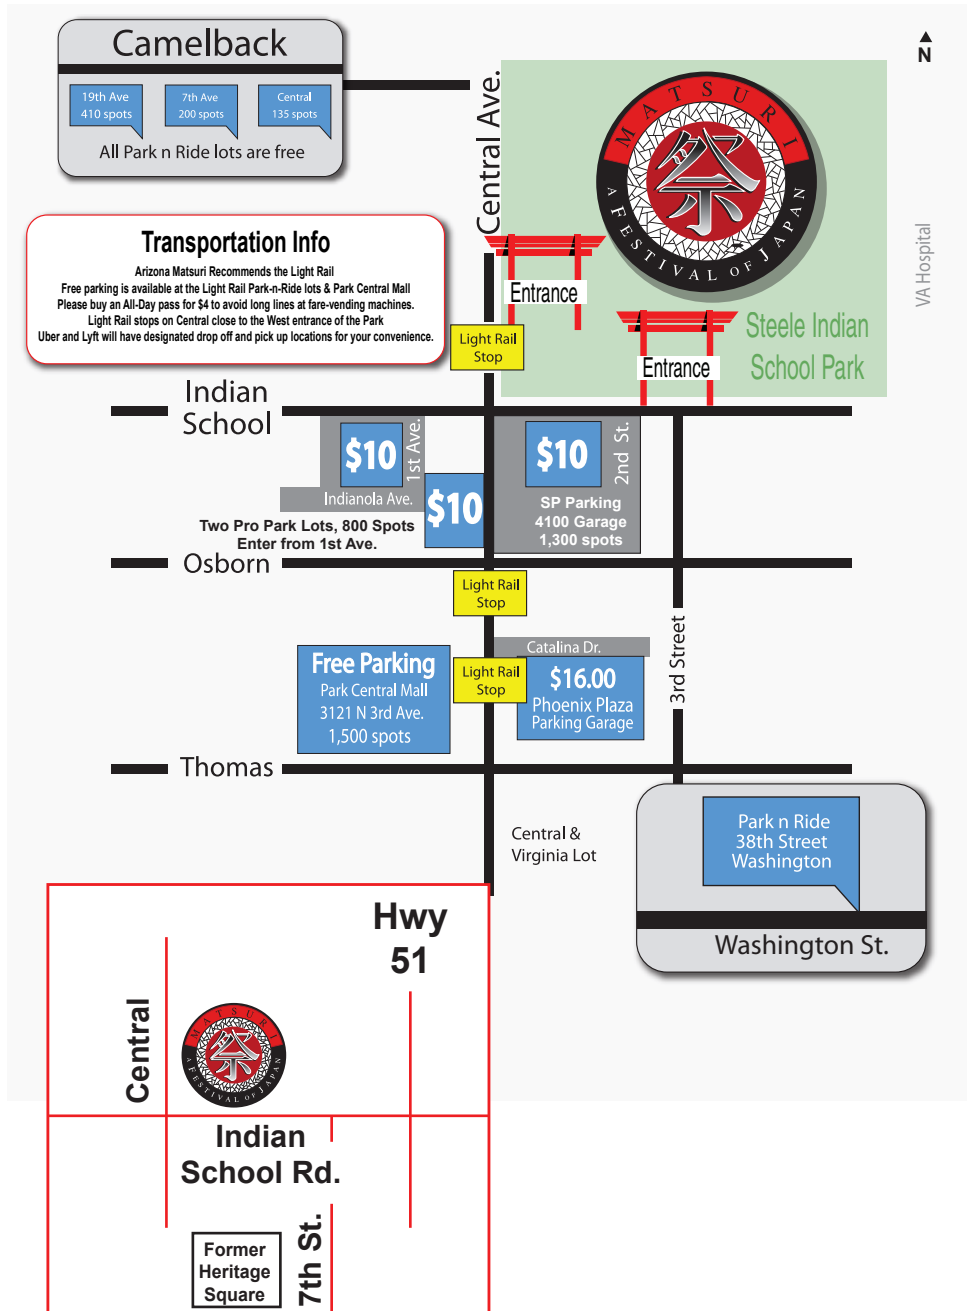 Camelback
19th Ave
410 spots
7th Ave
200 spots
Central
135 spots
All Park n Ride lots are free
Central Ave.
N
MATSURI
祭
A FESTIVAL OF JAPAN
VA Hospital
Transportation Info
Arizona Matsuri Recommends the Light Rail
Free parking is available at the Light Rail Park-n-Ride lots & Park Central Mall
Please buy an All-Day pass for $4 to avoid long lines at fare-vending machines.
Light Rail stops on Central close to the West entrance of the Park
Uber and Lyft will have designated drop off and pick up locations for your convenience.
Entrance
Light Rail
Stop
Entrance
Steele Indian
School Park
Indian
School
$10
1st Ave.
Indianola Ave.
$10
Two Pro Park Lots, 800 Spots
Enter from 1st Ave.
$10
2nd St.
SP Parking
4100 Garage
1,300 spots
Osborn
Light Rail
Stop
3rd Street
Catalina Dr.
Free Parking
Park Central Mall
3121 N 3rd Ave.
1,500 spots
Light Rail
Stop
$16.00
Phoenix Plaza
Parking Garage
Thomas
Central &
Virginia Lot
Park n Ride
38th Street
Washington
Washington St.
Hwy
51
Central
MATSURI
祭
A FESTIVAL OF JAPAN
Indian
School Rd.
7th St.
Former
Heritage
Square